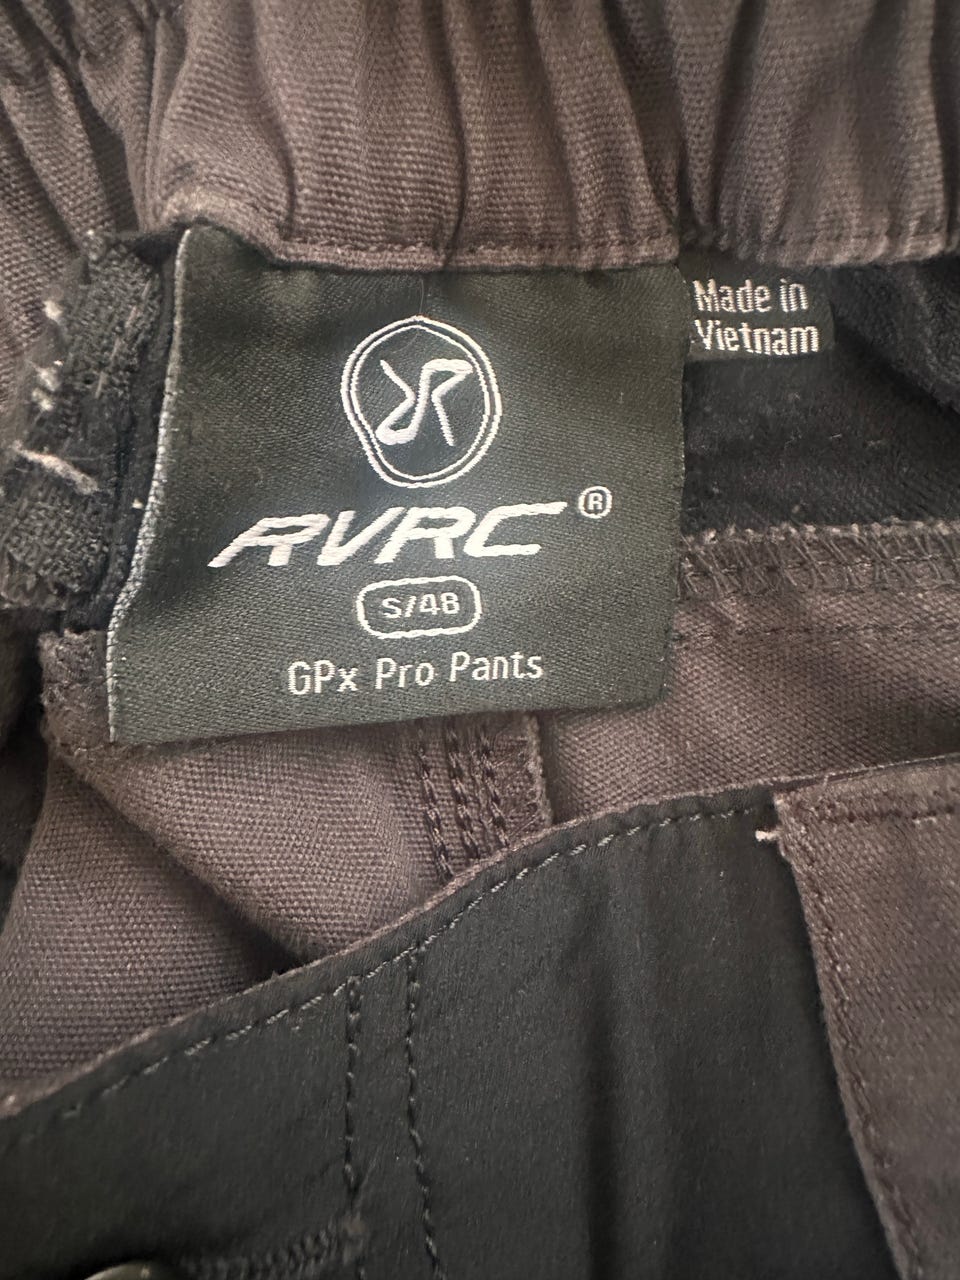 RVRC®
S/48
GPx Pro Pants
Made in
Vietnam